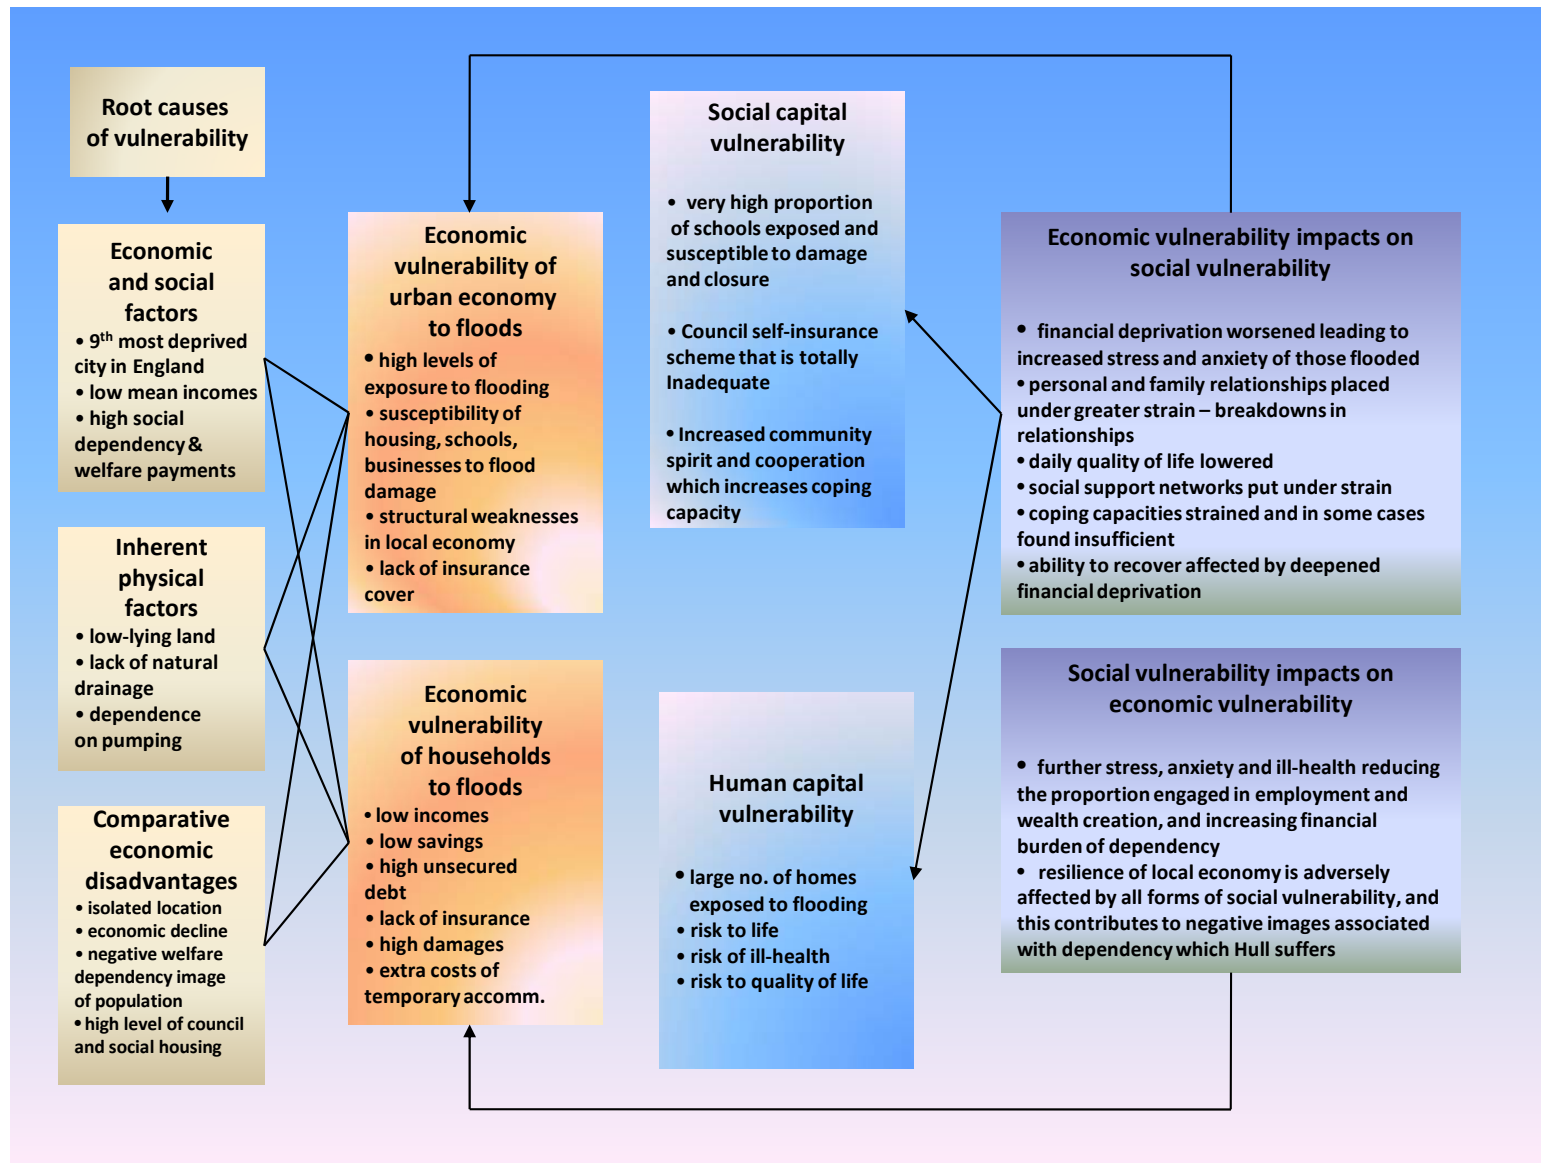 Root causes
of vulnerability
Economic
and social
factors
• 9th most deprived
city in England
• low mean incomes
• high social
dependency &
welfare payments
Inherent
physical
factors
• low-lying land
• lack of natural
drainage
• dependence
on pumping
Comparative
economic
disadvantages
• isolated location
• economic decline
• negative welfare
dependency image
of population
• high level of council
and social housing
Economic
vulnerability of
urban economy
to floods
• high levels of
exposure to flooding
• susceptibility of
housing, schools,
businesses to flood
damage
• structural weaknesses
in local economy
• lack of insurance
cover
Economic
vulnerability
of households
to floods
• low incomes
• low savings
• high unsecured
debt
• lack of insurance
• high damages
• extra costs of
temporary accomm.
Social capital
vulnerability
• very high proportion
of schools exposed and
susceptible to damage
and closure
• Council self-insurance
scheme that is totally
Inadequate
• Increased community
spirit and cooperation
which increases coping
capacity
Human capital
vulnerability
• large no. of homes
exposed to flooding
• risk to life
• risk of ill-health
• risk to quality of life
Economic vulnerability impacts on
social vulnerability
• financial deprivation worsened leading to
increased stress and anxiety of those flooded
• personal and family relationships placed
under greater strain – breakdowns in
relationships
• daily quality of life lowered
• social support networks put under strain
• coping capacities strained and in some cases
found insufficient
• ability to recover affected by deepened
financial deprivation
Social vulnerability impacts on
economic vulnerability
• further stress, anxiety and ill-health reducing
the proportion engaged in employment and
wealth creation, and increasing financial
burden of dependency
• resilience of local economy is adversely
affected by all forms of social vulnerability, and
this contributes to negative images associated
with dependency which Hull suffers